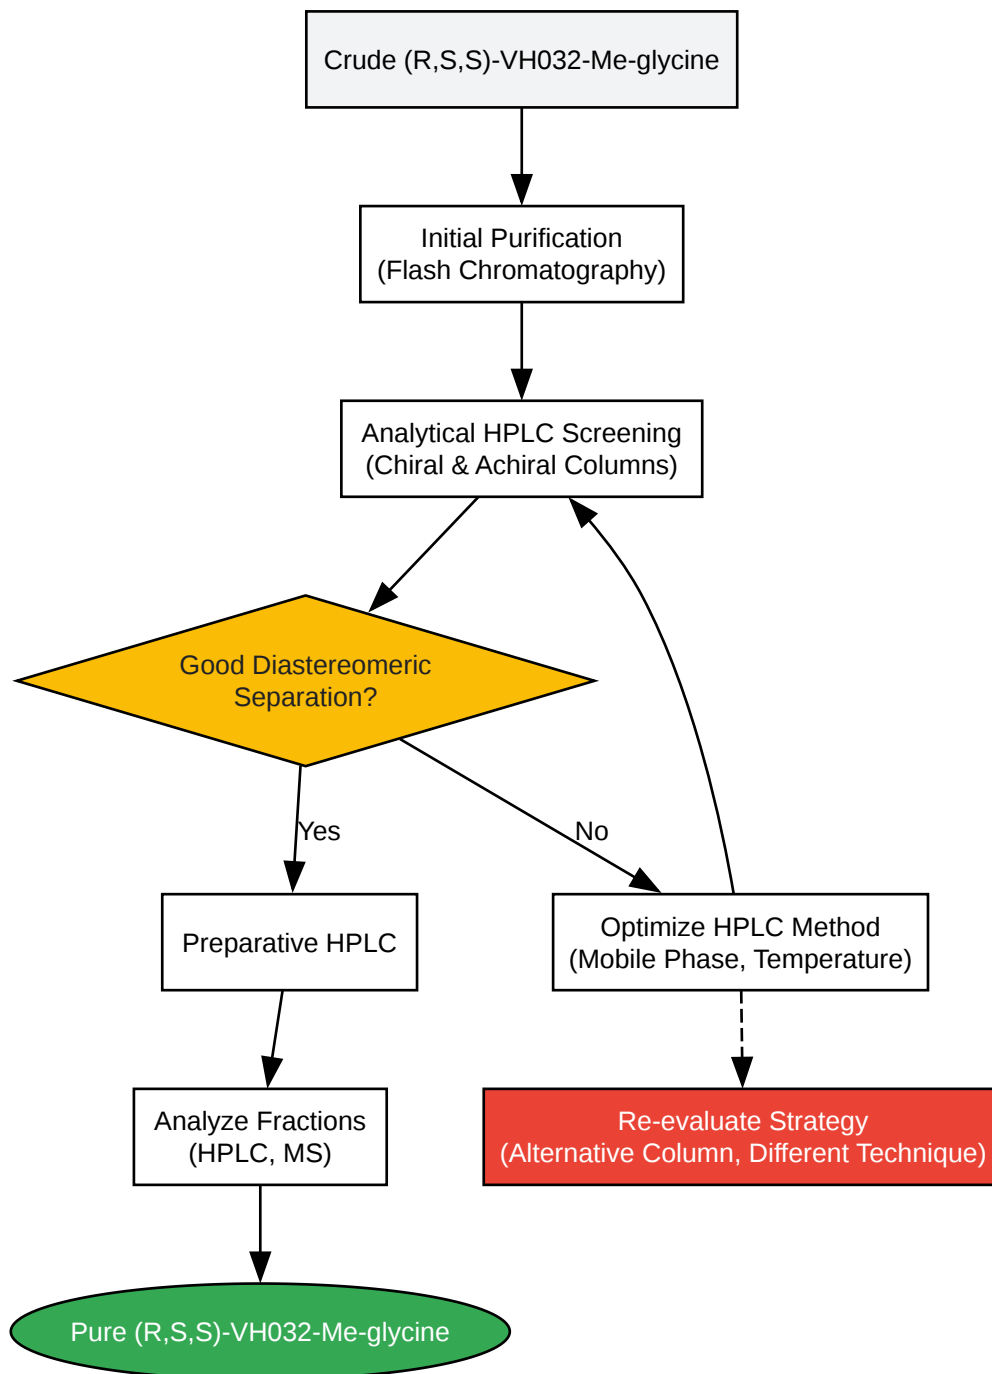 Crude (R,S,S)-VH032-Me-glycine
Initial Purification
(Flash Chromatography)
Analytical HPLC Screening
(Chiral & Achiral Columns)
Good Diastereomeric
Separation?
Yes
No
Preparative HPLC
Optimize HPLC Method
(Mobile Phase, Temperature)
Analyze Fractions
(HPLC, MS)
Re-evaluate Strategy
(Alternative Column, Different Technique)
Pure (R,S,S)-VH032-Me-glycine